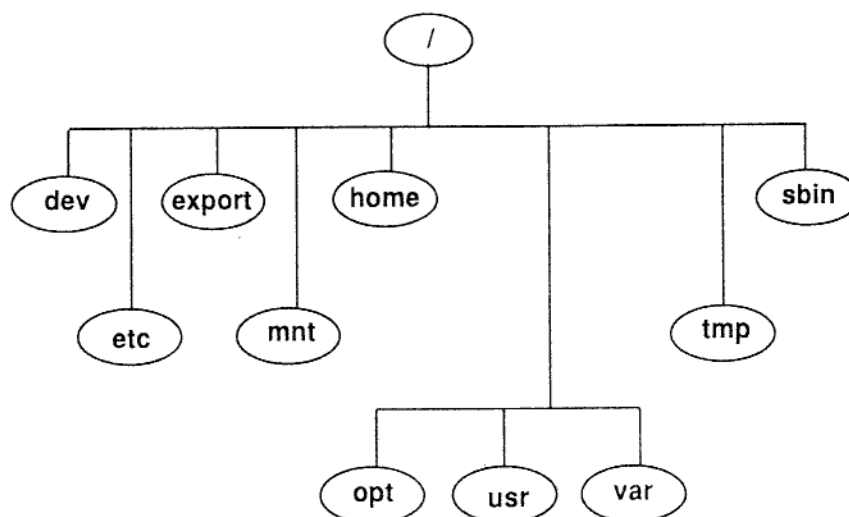 /
dev
export
home
sbin
etc
mnt
tmp
opt
usr
var